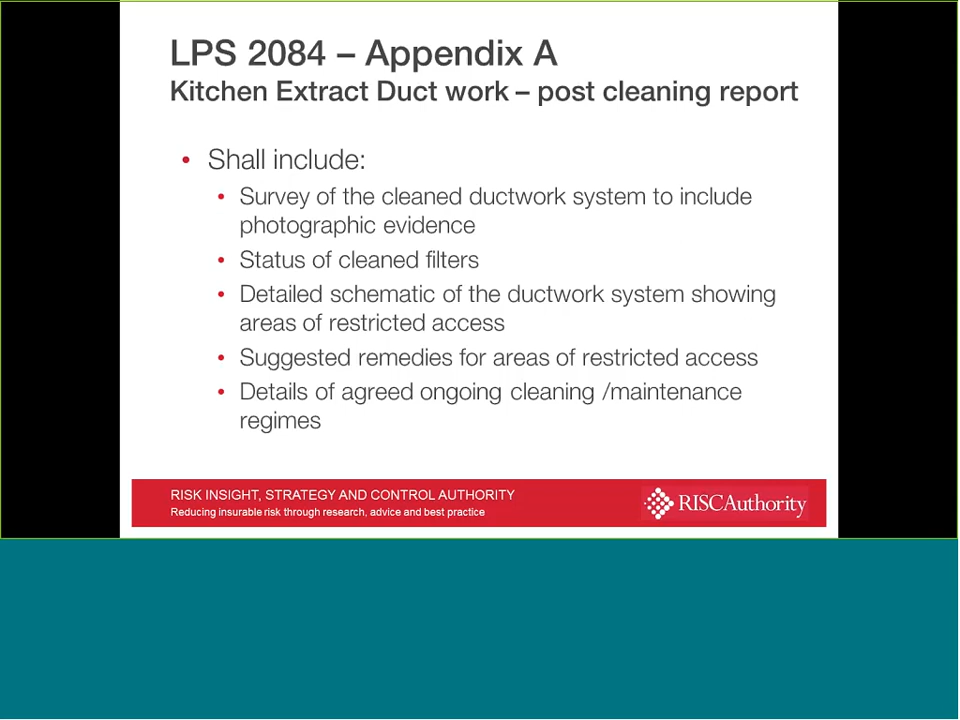 LPS 2084 – Appendix A
Kitchen Extract Duct work – post cleaning report
• Shall include:
• Survey of the cleaned ductwork system to include
photographic evidence
• Status of cleaned filters
• Detailed schematic of the ductwork system showing
areas of restricted access
• Suggested remedies for areas of restricted access
• Details of agreed ongoing cleaning /maintenance
regimes
RISK INSIGHT, STRATEGY AND CONTROL AUTHORITY
Reducing insurable risk through research, advice and best practice
RISCAuthority